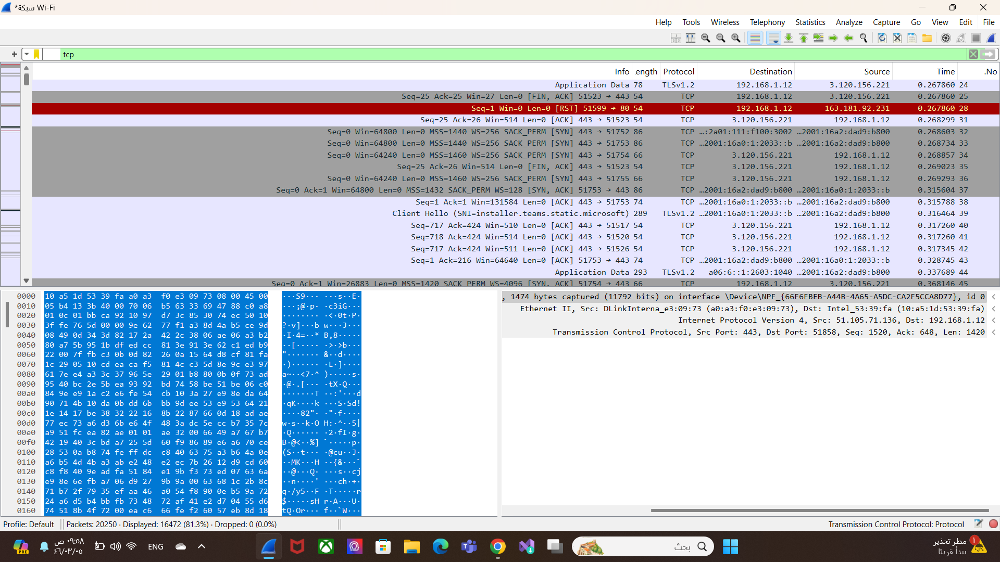 *شبكة Wi-Fi
File Edit View Go Capture Analyze Statistics Telephony Wireless Tools Help
tcp
No. Time Source Destination Protocol ength. Info
24 0.267860 3.120.156.221 192.168.1.12 TLSv1.2 78 Application Data
25 0.267860 3.120.156.221 192.168.1.12 TCP 54 443 ← 51523 [FIN, ACK] Seq=25 Ack=25 Win=27 Len=0
28 0.267860 163.181.92.231 192.168.1.12 TCP 54 80 ← 51599 [RST] Seq=1 Win=0 Len=0
31 0.268299 192.168.1.12 3.120.156.221 TCP 54 51523 → 443 [ACK] Seq=25 Ack=26 Win=514 Len=0
32 0.268603 2001:16a2:dad9:b800… 2a01:111:f100:3002:… TCP 86 51752 → 443 [SYN] Seq=0 Win=64800 Len=0 MSS=1440 WS=256 SACK_PERM
33 0.268734 2001:16a2:dad9:b800… 2001:16a0:1:2033::b… TCP 86 51753 → 443 [SYN] Seq=0 Win=64800 Len=0 MSS=1440 WS=256 SACK_PERM
34 0.268857 192.168.1.12 3.120.156.221 TCP 66 51754 → 443 [SYN] Seq=0 Win=64240 Len=0 MSS=1460 WS=256 SACK_PERM
35 0.269023 192.168.1.12 3.120.156.221 TCP 54 51523 → 443 [FIN, ACK] Seq=25 Ack=26 Win=514 Len=0
36 0.269293 192.168.1.12 3.120.156.221 TCP 66 51755 → 443 [SYN] Seq=0 Win=64240 Len=0 MSS=1460 WS=256 SACK_PERM
37 0.315604 2001:16a0:1:2033::b… 2001:16a2:dad9:b800… TCP 86 443 → 51753 [SYN, ACK] Seq=0 Ack=1 Win=64800 Len=0 MSS=1432 SACK_PERM WS=128
38 0.315788 2001:16a2:dad9:b800… 2001:16a0:1:2033::b… TCP 74 51753 → 443 [ACK] Seq=1 Ack=1 Win=131584 Len=0
39 0.316464 2001:16a2:dad9:b800… 2001:16a0:1:2033::b… TLSv1.2 289 Client Hello (SNI=installer.teams.static.microsoft)
40 0.317260 192.168.1.12 3.120.156.221 TCP 54 51517 → 443 [ACK] Seq=717 Ack=424 Win=510 Len=0
41 0.317260 192.168.1.12 3.120.156.221 TCP 54 51520 → 443 [ACK] Seq=718 Ack=424 Win=514 Len=0
42 0.317345 192.168.1.12 3.120.156.221 TCP 54 51526 → 443 [ACK] Seq=717 Ack=424 Win=511 Len=0
43 0.328745 2001:16a0:1:2033::b… 2001:16a2:dad9:b800… TCP 74 443 → 51753 [ACK] Seq=1 Ack=216 Win=64640 Len=0
44 0.337689 2001:16a2:dad9:b800… 2603:1040:a06:6::1 TLSv1.2 293 Application Data
45 0.368146 3.120.156.221 192.168.1.12 TCP 66 443 → 51754 [SYN, ACK] Seq=0 Ack=1 Win=26883 Len=0 MSS=1420 SACK_PERM WS=4096
0000 10 a5 1d 53 39 fa a0 a3 f0 e3 09 73 08 00 45 00 ···S9··· ···s··E·
0010 05 b4 13 3b 40 00 70 06 b5 63 33 69 47 88 c0 a8 ···;@·p· ·c3iG···
0020 01 0c 01 bb ca 92 10 97 d7 3c 85 30 74 ec 50 10 ········ ·<·0t·P·
0030 3f fe 76 5d 00 00 9e 62 77 f1 a3 8d 4a b5 ce 9d ?·v]···b w···J···
0040 08 49 0d 34 3d 82 17 2a 42 2c 38 06 ae 06 a3 b2 ·I·4=··* B,8·····
0050 80 a7 5b 95 1b df ed cc 81 3e 91 3e 62 c1 ed b9 ··[····· ·>·>b···
0060 22 00 7f fb c3 0b 0d 82 26 0a 15 64 d8 cf 81 fa "······· &··d····
0070 1c 29 05 10 cd ea ca f5 81 4c c3 5d 8e 9c e3 97 ·)······ ·L·]····
0080 61 7e e4 a3 3c 37 96 5e 29 01 b8 80 0b 0f 73 ad a~··<7·^ )·····s·
0090 95 40 bc 2e 5b ea 93 92 bd 74 58 be 51 be 06 c0 ·@·.[··· ·tX·Q···
00a0 84 9e e9 1a c2 e6 fe 54 cb 10 3a 27 e9 8e da 64 ·······T ··:'···d
00b0 90 71 4b 10 da 0b dd 6b bb 9d ee 53 e9 53 64 21 ·qK····k ···S·Sd!
00c0 1e 14 17 be 38 32 22 16 8b 22 87 66 0d 18 ad ae ····82"· ·"·f····
00d0 77 ec 73 a6 d3 6b e6 4f 48 3a dc 5e cc b7 35 7c w·s··k·O H:·^··5|
00e0 a9 51 fc ea 82 ae 01 01 ae 32 00 66 49 a7 67 b7 ·Q······ ·2·fI·g·
00f0 42 19 40 3c bd a7 25 5d 60 f9 86 89 e6 a6 70 ce B·@<··%] `·····p·
0100 28 53 0a b8 74 fe ff dc c8 40 63 75 a3 b6 4a 0e (S··t··· ·@cu··J·
0110 a6 b5 4d 4b a3 ab e2 48 e2 ec 7b 26 12 d9 cd 60 ··MK···H ··{&···`
0120 c8 f8 40 9e ad fa 51 84 e1 9b f3 73 ed 07 63 6a ··@···Q· ···s··cj
0130 e9 8e 6e fb a7 06 d9 27 9b 9a 00 63 68 1c 2b 8c ··n····' ···ch·+·
0140 71 b7 2f 79 35 ef aa 46 a0 54 f8 90 0e b5 9a 72 q·/y5··F ·T·····r
0150 24 a6 d5 b4 bb fb 73 48 72 af 41 e2 d7 04 55 d6 $·····sH r·A···U·
0160 74 51 8b 4f 72 00 ea c6 66 fe f2 60 57 eb 8d 18 tQ·Or··· f··`W···
, 1474 bytes captured (11792 bits) on interface \Device\NPF_{66F6FBEB-A44B-4A65-A5DC-CA2F5CCA8D77}, id 0
Ethernet II, Src: DLinkInterna_e3:09:73 (a0:a3:f0:e3:09:73), Dst: Intel_53:39:fa (10:a5:1d:53:39:fa)
Internet Protocol Version 4, Src: 51.105.71.136, Dst: 192.168.1.12
Transmission Control Protocol, Src Port: 443, Dst Port: 51858, Seq: 1520, Ack: 648, Len: 1420
Profile: Default
Packets: 20250 · Displayed: 16472 (81.3%) · Dropped: 0 (0.0%)
Transmission Control Protocol: Protocol
PRE
٠٩:٥٨ ص
٤٦/٠٣/٠٥
ENG
بحث
١
مطر تحذير
يبدأ قريبًا